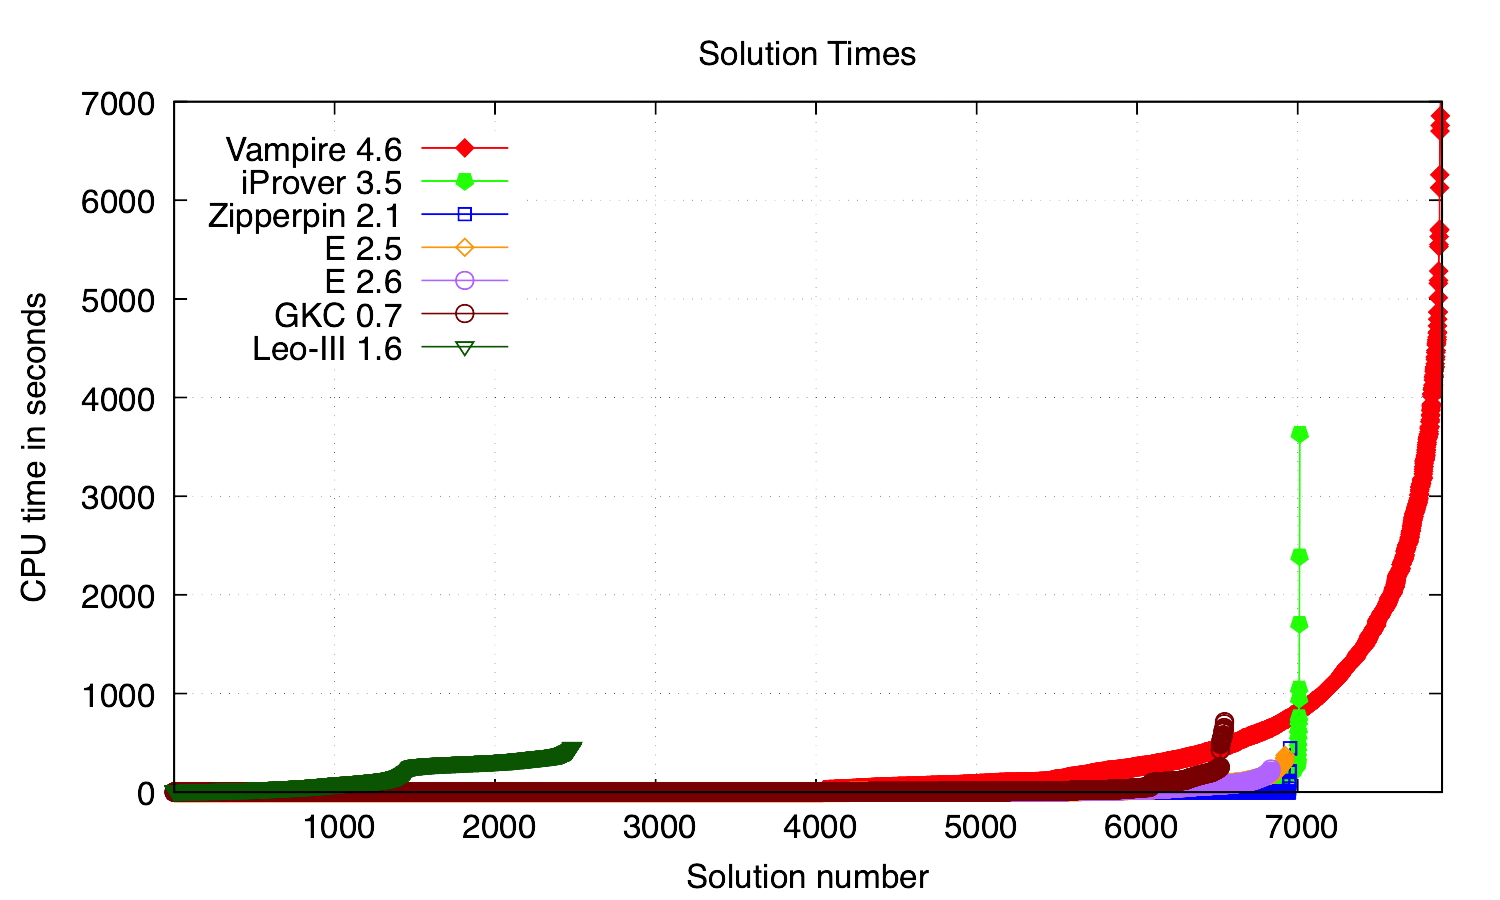 Solution Times
7000
6000
5000
4000
3000
2000
1000
0
CPU time in seconds
Vampire 4.6
iProver 3.5
Zipperpin 2.1
E 2.5
E 2.6
GKC 0.7
Leo-III 1.6
1000 2000 3000 4000 5000 6000 7000
Solution number